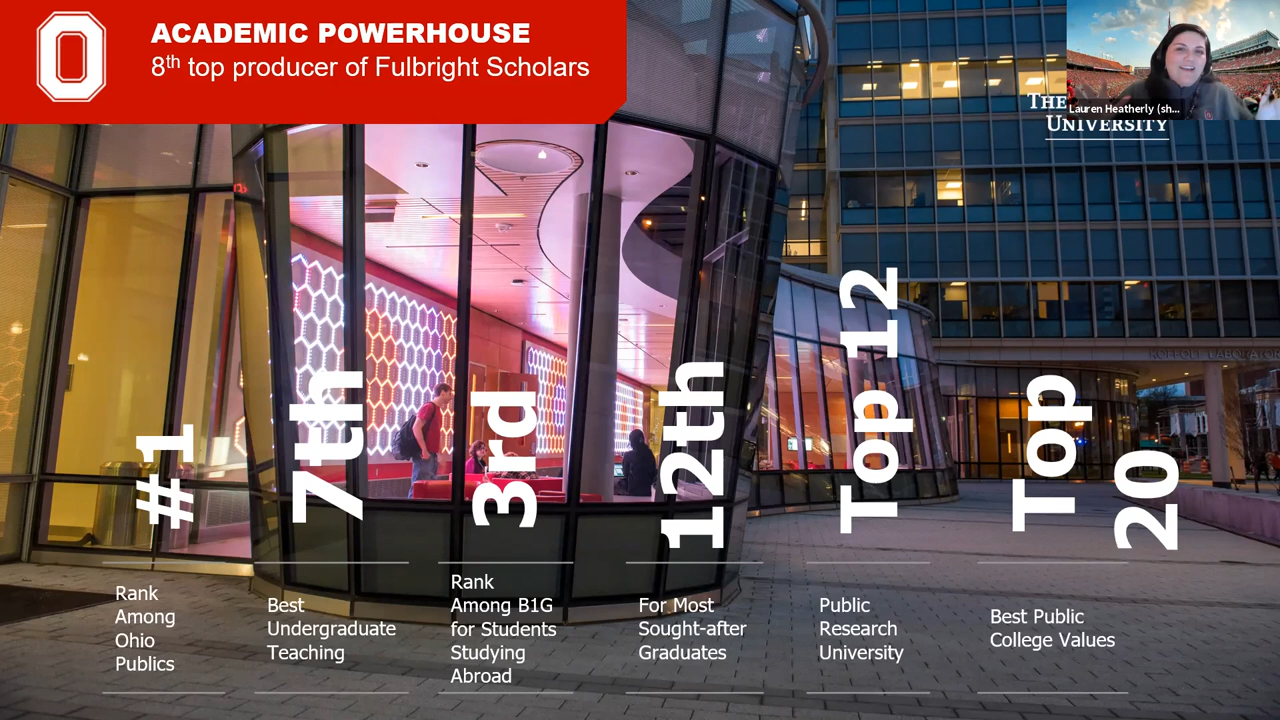 ACADEMIC POWERHOUSE
8th top producer of Fulbright Scholars
THE
UNIVERSITY
Lauren Heatherly (sh...
#1
Rank
Among
Ohio
Publics
7th
Best
Undergraduate
Teaching
3rd
Rank
Among B1G
for Students
Studying
Abroad
12th
For Most
Sought-after
Graduates
Top 12
Public
Research
University
Top
20
Best Public
College Values